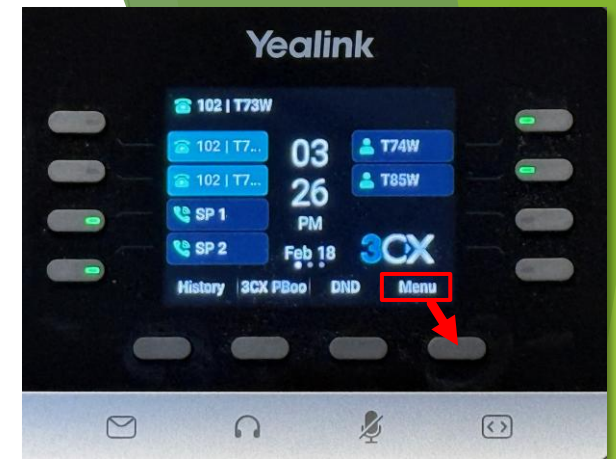 Yealink
102 | T73W
102 | T7...
102 | T7...
SP 1
SP 2
03
26
PM
Feb 18
T74W
T85W
3CX
History
3CX PBoo
DND
Menu